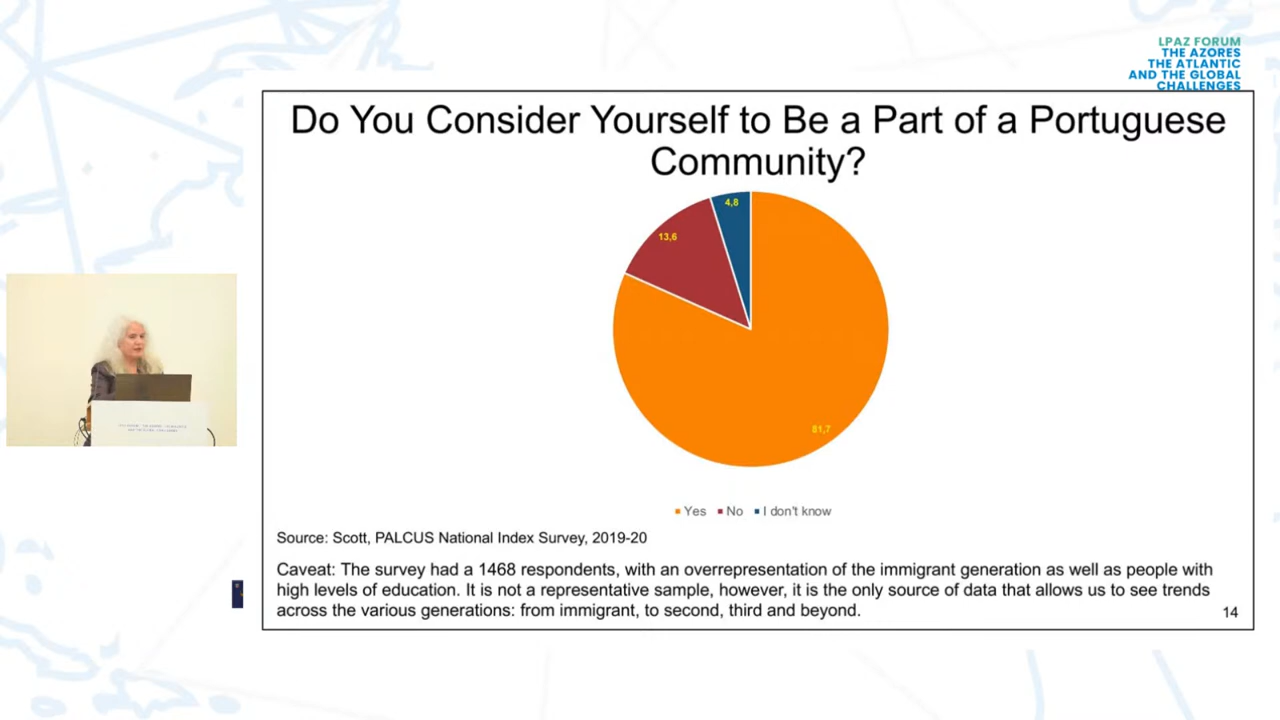 LPAZ FORUM
THE AZORES
THE ATLANTIC
AND THE GLOBAL
CHALLENGES
Do You Consider Yourself to Be a Part of a Portuguese
Community?
4,8
13,6
81,7
Yes No I don't know
Source: Scott, PALCUS National Index Survey, 2019-20
Caveat: The survey had a 1468 respondents, with an overrepresentation of the immigrant generation as well as people with
high levels of education. It is not a representative sample, however, it is the only source of data that allows us to see trends
across the various generations: from immigrant, to second, third and beyond.
14